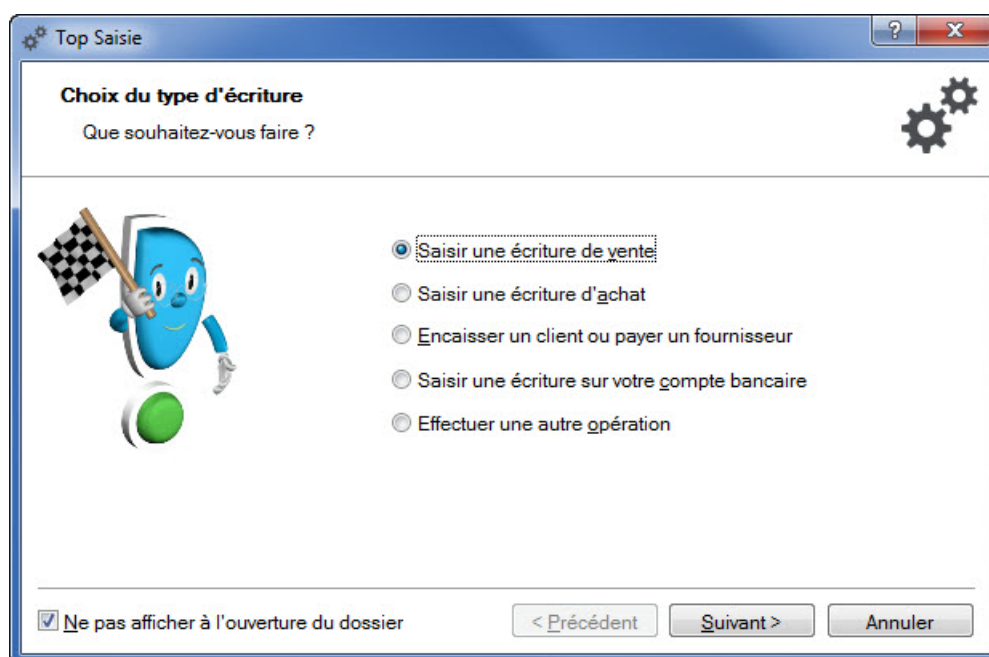 Top Saisie
?
Choix du type d'écriture
Que souhaitez-vous faire ?
Saisir une écriture de vente
Saisir une écriture d'achat
Encaisser un client ou payer un fournisseur
Saisir une écriture sur votre compte bancaire
Effectuer une autre opération
Ne pas afficher à l'ouverture du dossier
< Précédent
Suivant >
Annuler